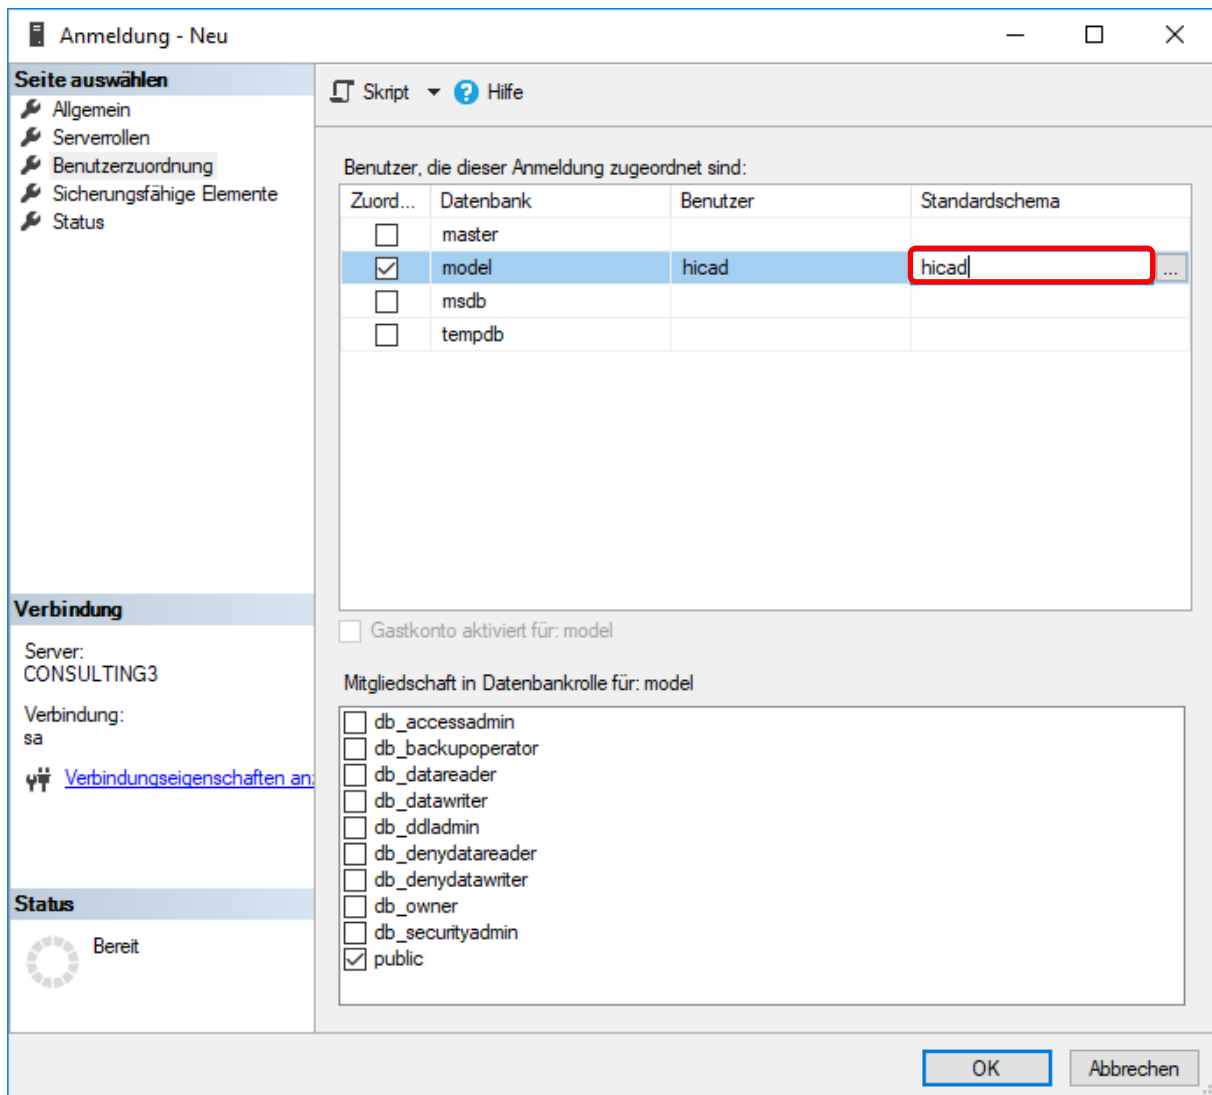 Anmeldung - Neu
Seite auswählen
Allgemein
Serverrollen
Benutzerzuordnung
Sicherungsfähige Elemente
Status
Skript
Hilfe
Benutzer, die dieser Anmeldung zugeordnet sind:
Zuord... Datenbank Benutzer Standardschema
master
model hicad hicad ...
msdb
tempdb
Gastkonto aktiviert für: model
Mitgliedschaft in Datenbankrolle für: model
db_accessadmin
db_backupoperator
db_datareader
db_datawriter
db_ddladmin
db_denydatareader
db_denydatawriter
db_owner
db_securityadmin
public
Verbindung
Server:
CONSULTING3
Verbindung:
sa
Verbindungseigenschaften an
Status
Bereit
OK Abbrechen